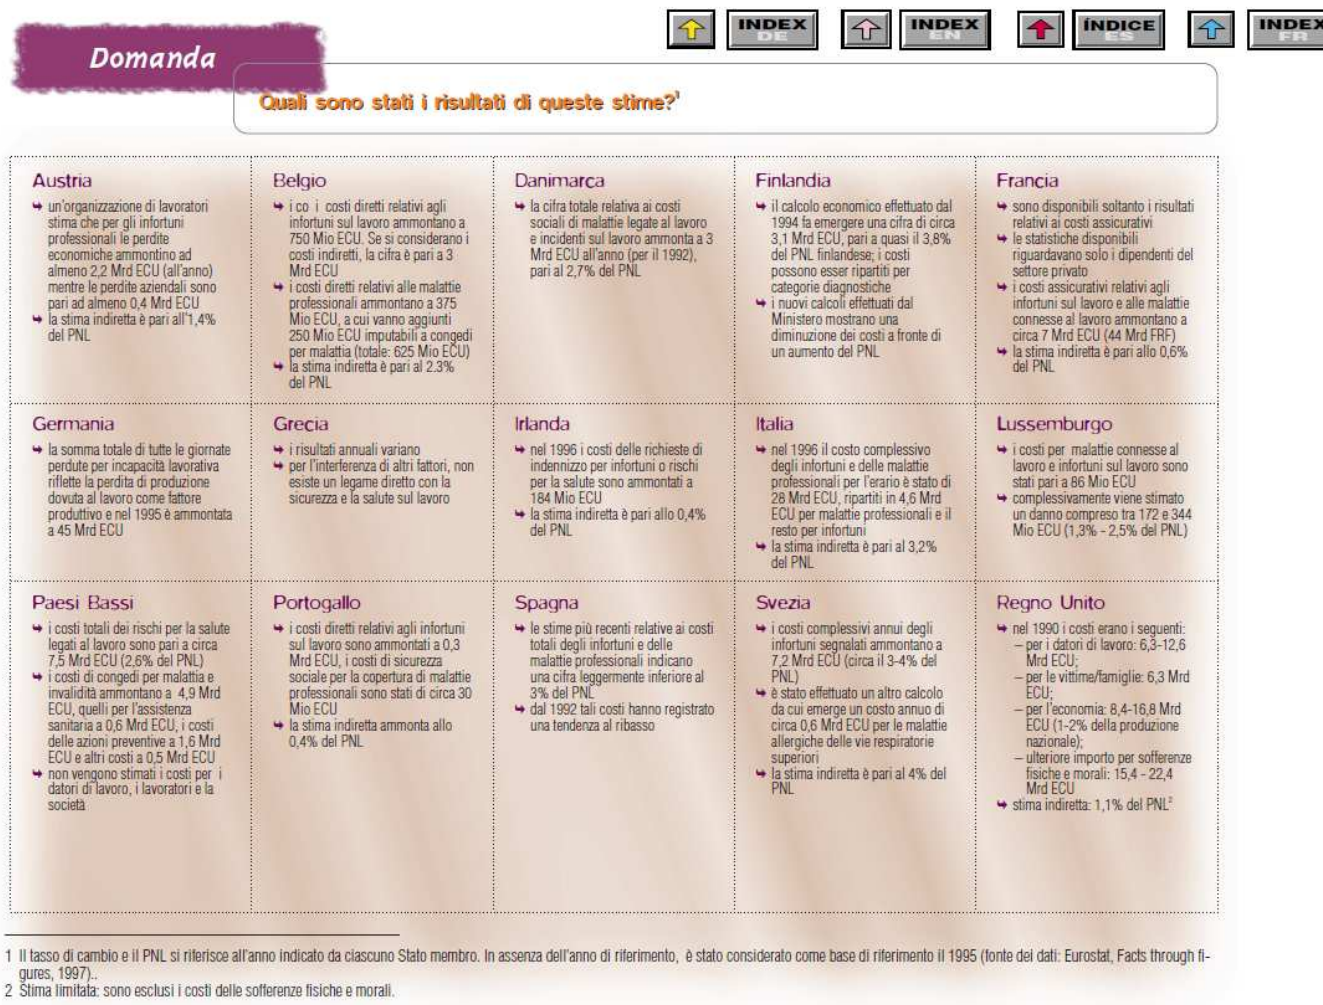 INDEX
DE
INDEX
EN
ÍNDICE
ES
INDEX
FR
Domanda
Quali sono stati i risultati di queste stime?¹
Austria
↪ un'organizzazione di lavoratori
stima che per gli infortuni
professionali le perdite
economiche ammontino ad
almeno 2,2 Mrd ECU (all'anno)
mentre le perdite aziendali sono
pari ad almeno 0,4 Mrd ECU
↪ la stima indiretta è pari all'1,4%
del PNL
Belgio
↪ i co i costi diretti relativi agli
infortuni sul lavoro ammontano a
750 Mio ECU. Se si considerano i
costi indiretti, la cifra è pari a 3
Mrd ECU
↪ i costi diretti relativi alle malattie
professionali ammontano a 375
Mio ECU, a cui vanno aggiunti
250 Mio ECU imputabili a congedi
per malattia (totale: 625 Mio ECU)
↪ la stima indiretta è pari al 2.3%
del PNL
Danimarca
↪ la cifra totale relativa ai costi
sociali di malattie legate al lavoro
e incidenti sul lavoro ammonta a 3
Mrd ECU all'anno (per il 1992),
pari al 2,7% del PNL
Finlandia
↪ il calcolo economico effettuato dal
1994 fa emergere una cifra di circa
3,1 Mrd ECU, pari a quasi il 3,8%
del PNL finlandese; i costi
possono esser ripartiti per
categorie diagnostiche
↪ i nuovi calcoli effettuati dal
Ministero mostrano una
diminuzione dei costi a fronte di
un aumento del PNL
Francia
↪ sono disponibili soltanto i risultati
relativi ai costi assicurativi
↪ le statistiche disponibili
riguardavano solo i dipendenti del
settore privato
↪ i costi assicurativi relativi agli
infortuni sul lavoro e alle malattie
connesse al lavoro ammontano a
circa 7 Mrd ECU (44 Mrd FRF)
↪ la stima indiretta è pari allo 0,6%
del PNL
Germania
↪ la somma totale di tutte le giornate
perdute per incapacità lavorativa
riflette la perdita di produzione
dovuta al lavoro come fattore
produttivo e nel 1995 è ammontata
a 45 Mrd ECU
Grecia
↪ i risultati annuali variano
↪ per l'interferenza di altri fattori, non
esiste un legame diretto con la
sicurezza e la salute sul lavoro
Irlanda
↪ nel 1996 i costi delle richieste di
indennizzo per infortuni o rischi
per la salute sono ammontati a
184 Mio ECU
↪ la stima indiretta è pari allo 0,4%
del PNL
Italia
↪ nel 1996 il costo complessivo
degli infortuni e delle malattie
professionali per l'erario è stato di
28 Mrd ECU, ripartiti in 4,6 Mrd
ECU per malattie professionali e il
resto per infortuni
↪ la stima indiretta è pari al 3,2%
del PNL
Lussemburgo
↪ i costi per malattie connesse al
lavoro e infortuni sul lavoro sono
stati pari a 86 Mio ECU
↪ complessivamente viene stimato
un danno compreso tra 172 e 344
Mio ECU (1,3% - 2,5% del PNL)
Paesi Bassi
↪ i costi totali dei rischi per la salute
legati al lavoro sono pari a circa
7,5 Mrd ECU (2,6% del PNL)
↪ i costi di congedi per malattia e
invalidità ammontano a 4,9 Mrd
ECU, quelli per l'assistenza
sanitaria a 0,6 Mrd ECU, i costi
delle azioni preventive a 1,6 Mrd
ECU e altri costi a 0,5 Mrd ECU
↪ non vengono stimati i costi per i
datori di lavoro, i lavoratori e la
società
Portogallo
↪ i costi diretti relativi agli infortuni
sul lavoro sono ammontati a 0,3
Mrd ECU, i costi di sicurezza
sociale per la copertura di malattie
professionali sono stati di circa 30
Mio ECU
↪ la stima indiretta ammonta allo
0,4% del PNL
Spagna
↪ le stime più recenti relative ai costi
totali degli infortuni e delle
malattie professionali indicano
una cifra leggermente inferiore al
3% del PNL
↪ dal 1992 tali costi hanno registrato
una tendenza al ribasso
Svezia
↪ i costi complessivi annui degli
infortuni segnalati ammontano a
7,2 Mrd ECU (circa il 3-4% del
PNL)
↪ è stato effettuato un altro calcolo
da cui emerge un costo annuo di
circa 0,6 Mrd ECU per le malattie
allergiche delle vie respiratorie
superiori
↪ la stima indiretta è pari al 4% del
PNL
Regno Unito
↪ nel 1990 i costi erano i seguenti:
– per i datori di lavoro: 6,3-12,6
Mrd ECU;
– per le vittime/famiglie: 6,3 Mrd
ECU;
– per l'economia: 8,4-16,8 Mrd
ECU (1-2% della produzione
nazionale);
– ulteriore importo per sofferenze
fisiche e morali: 15,4 - 22,4
Mrd ECU
↪ stima indiretta: 1,1% del PNL²
1 Il tasso di cambio e il PNL si riferisce all'anno indicato da ciascuno Stato membro. In assenza dell'anno di riferimento, è stato considerato come base di riferimento il 1995 (fonte dei dati: Eurostat, Facts through fi-
gures, 1997)..
2 Stima limitata: sono esclusi i costi delle sofferenze fisiche e morali.